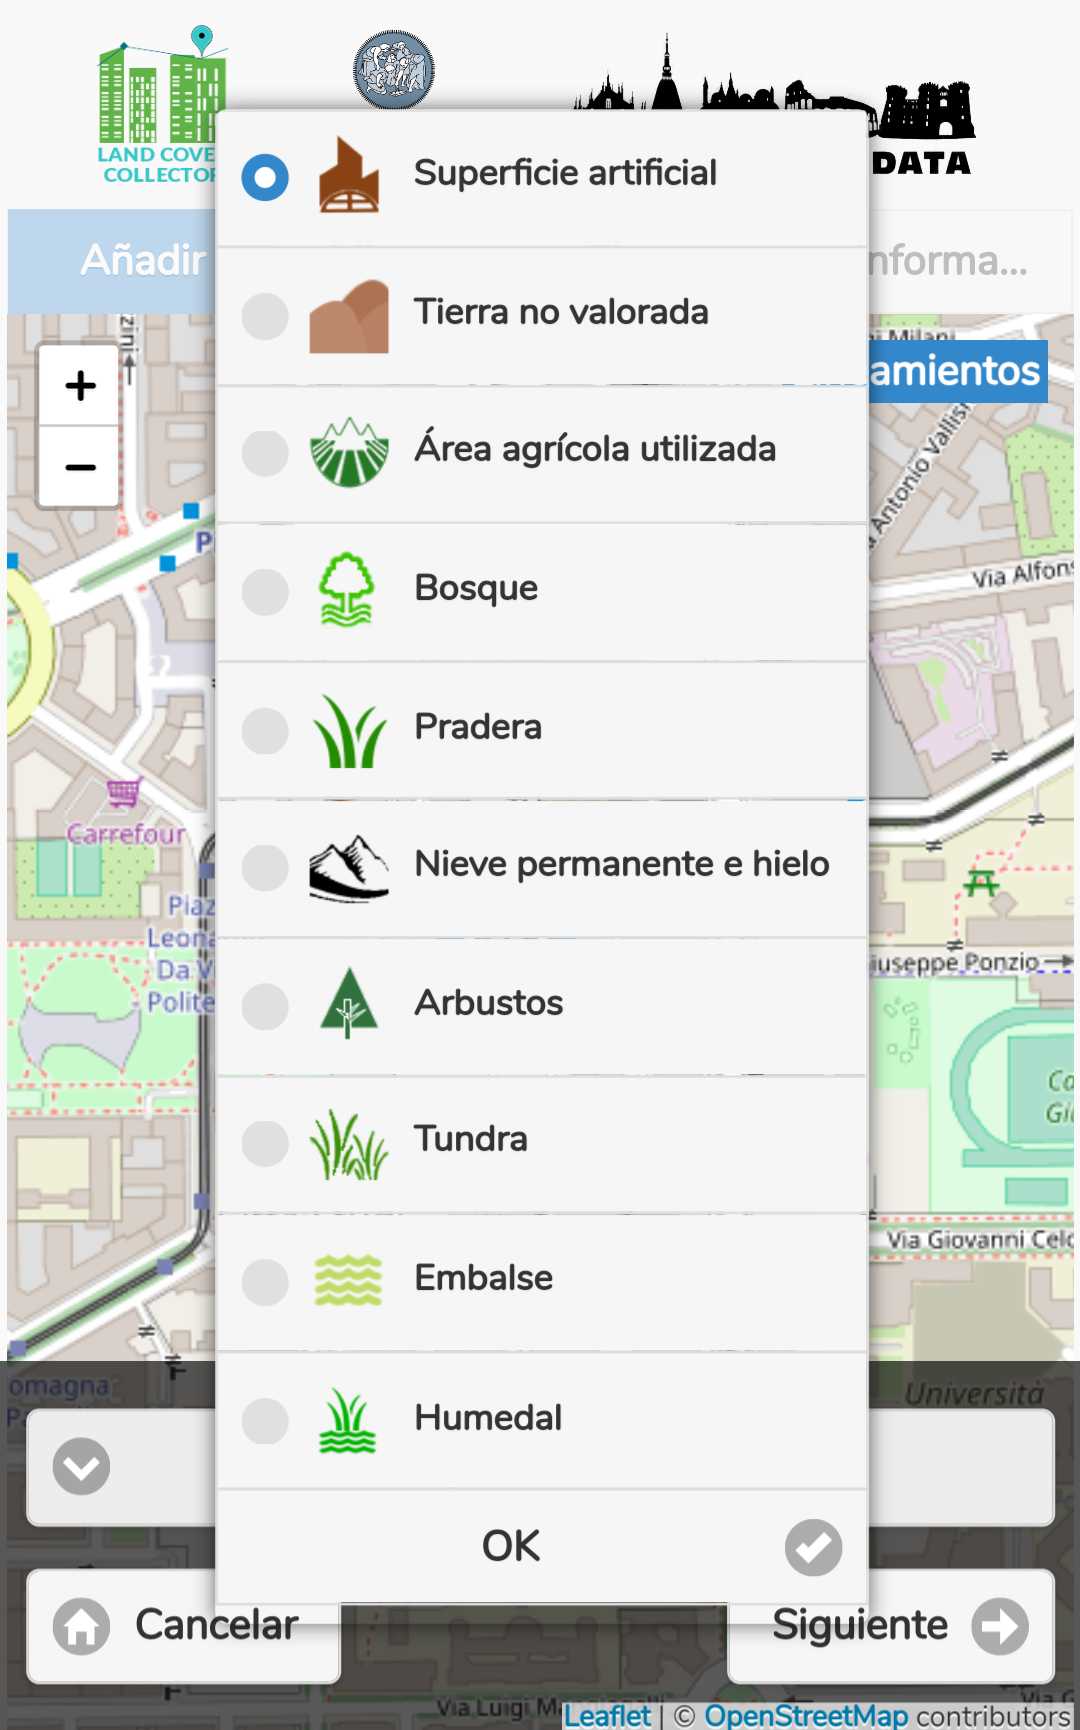 LAND COVE
COLLECTOR
DATA
Añadir
nforma...
Superficie artificial
Tierra no valorada
amientos
Área agrícola utilizada
Antonio Vallis
Via Alfons
Bosque
Pradera
Carrefour
Nieve permanente e hielo
Piaz
Leona
Da V
Polite
iuseppe Ponzio
Arbustos
Tundra
Via Giovanni Celo
Embalse
omagna
Università
Humedal
OK
Cancelar
Siguiente
Via Luigi Mangiagalli
Leaflet | © OpenStreetMap contributors